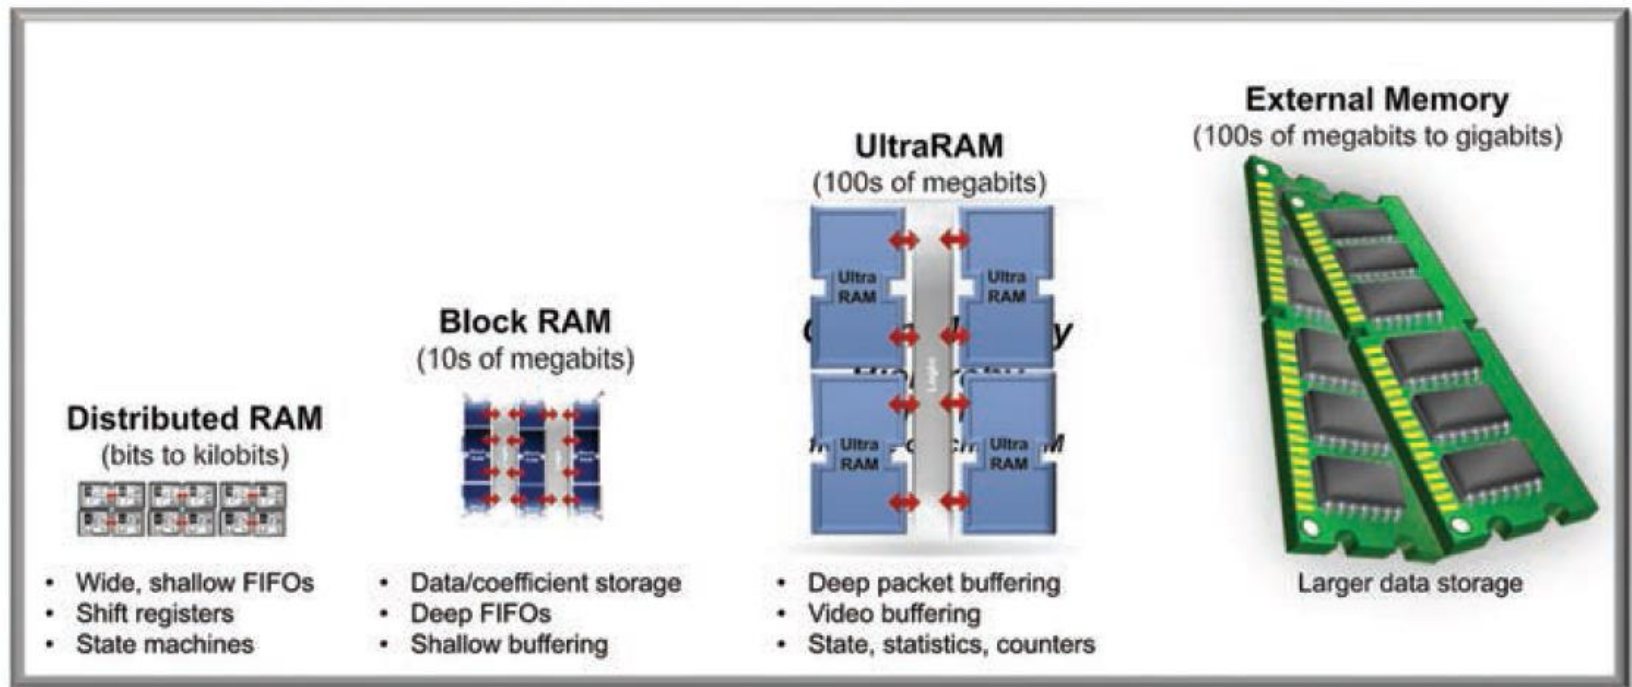 Distributed RAM
(bits to kilobits)
• Wide, shallow FIFOs
• Shift registers
• State machines
Block RAM
(10s of megabits)
• Data/coefficient storage
• Deep FIFOs
• Shallow buffering
UltraRAM
(100s of megabits)
Ultra
RAM
Ultra
RAM
Ultra
RAM
Ultra
RAM
• Deep packet buffering
• Video buffering
• State, statistics, counters
External Memory
(100s of megabits to gigabits)
Larger data storage